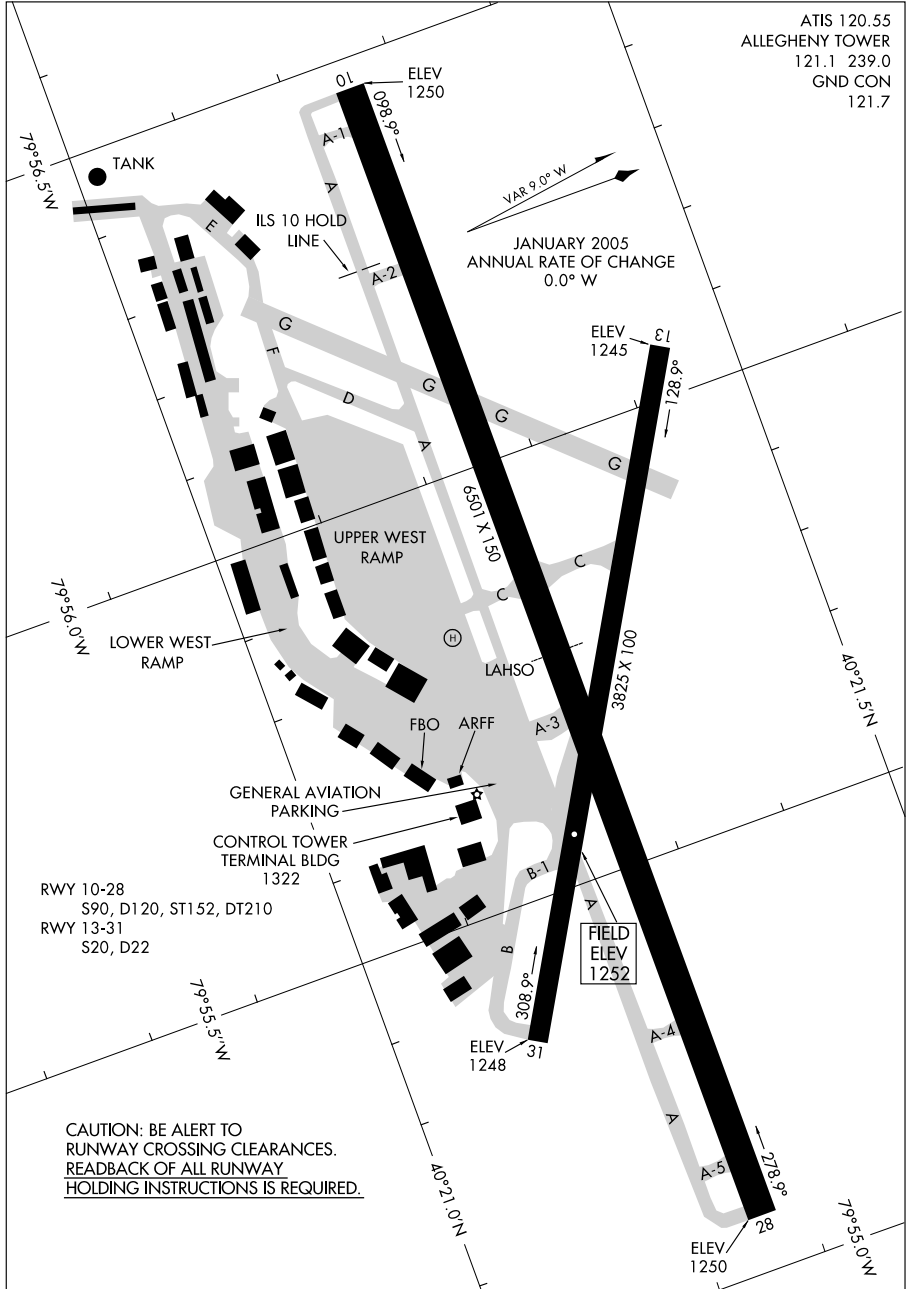 ATIS 120.55
ALLEGHENY TOWER
121.1 239.0
GND CON
121.7
ELEV
1250
10
098.9°
A-1
A
79°56.5'W
TANK
VAR 9.0° W
E
ILS 10 HOLD
LINE
A-2
JANUARY 2005
ANNUAL RATE OF CHANGE
0.0° W
G
F
ELEV
1245
13
128.9°
D
G
G
G
A
6501 X 150
UPPER WEST
RAMP
C
C
79°56.0'W
LOWER WEST
RAMP
H
LAHSO
3825 X 100
40°21.5'N
A-3
FBO
ARFF
GENERAL AVIATION
PARKING
CONTROL TOWER
TERMINAL BLDG
1322
B-1
A
RWY 10-28
S90, D120, ST152, DT210
RWY 13-31
S20, D22
FIELD
ELEV
1252
B
308.9°
79°55.5'W
ELEV
1248
31
A-4
A
CAUTION: BE ALERT TO
RUNWAY CROSSING CLEARANCES.
READBACK OF ALL RUNWAY
HOLDING INSTRUCTIONS IS REQUIRED.
40°21.0'N
A-5
278.9°
28
79°55.0'W
ELEV
1250